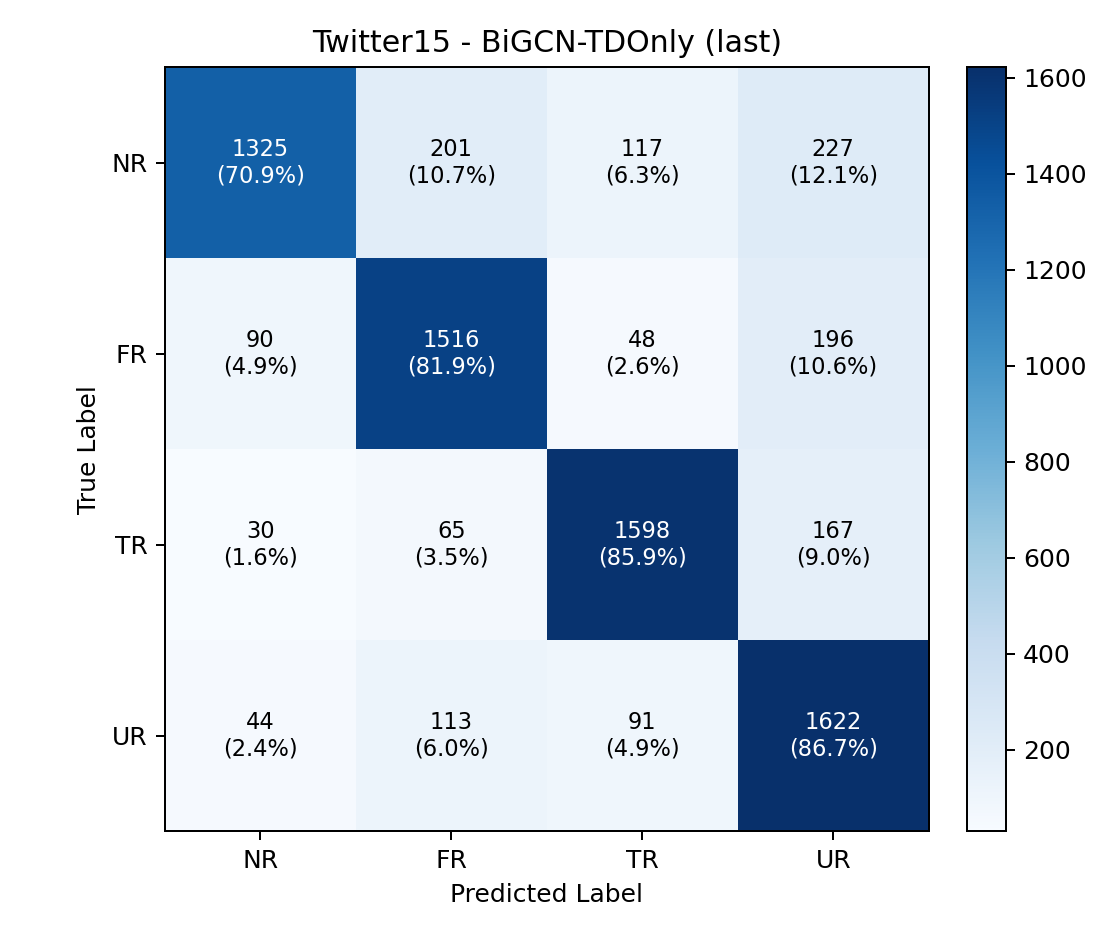 Twitter15 - BiGCN-TDOnly (last)
1600
1400
1200
1000
800
600
400
200
True Label
NR
1325 201 117 227
(70.9%) (10.7%) (6.3%) (12.1%)
FR
90 1516 48 196
(4.9%) (81.9%) (2.6%) (10.6%)
TR
30 65 1598 167
(1.6%) (3.5%) (85.9%) (9.0%)
UR
44 113 91 1622
(2.4%) (6.0%) (4.9%) (86.7%)
NR FR TR UR
Predicted Label